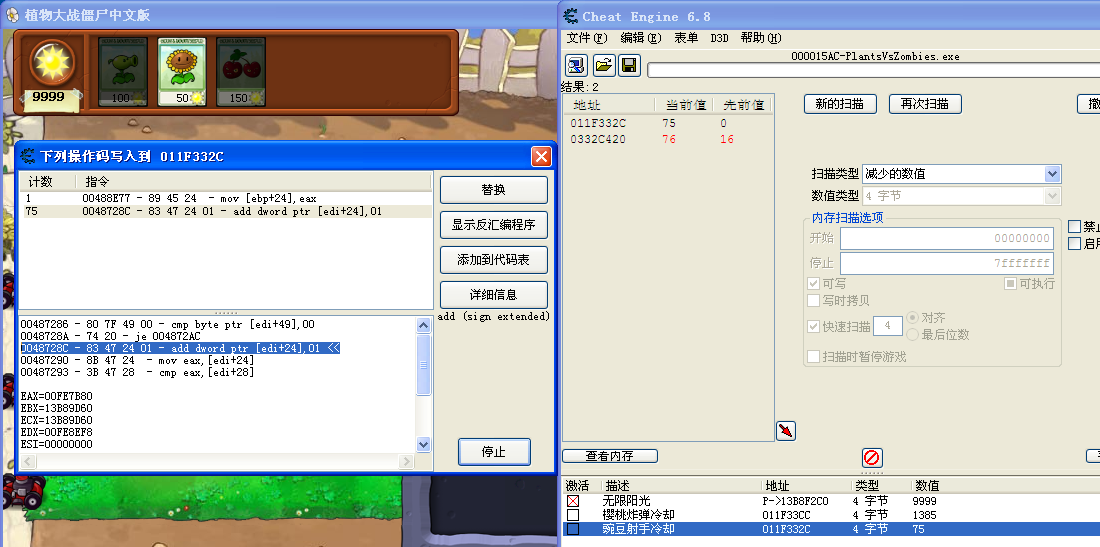 植物大战僵尸中文版
9999
100
50
150
下列操作码写入到 011F332C
计数 指令
1 00488E77 - 89 45 24 - mov [ebp+24],eax
75 0048728C - 83 47 24 01 - add dword ptr [edi+24],01
替换
显示反汇编程序
添加到代码表
详细信息
add (sign extended)
00487286 - 80 7F 49 00 - cmp byte ptr [edi+49],00
0048728A - 74 20 - je 004872AC
0048728C - 83 47 24 01 - add dword ptr [edi+24],01 <<
00487290 - 8B 47 24 - mov eax,[edi+24]
00487293 - 3B 47 28 - cmp eax,[edi+28]
EAX=00FE7B80
EBX=13B89D60
ECX=13B89D60
EDX=00FE8EF8
ESI=00000000
停止
Cheat Engine 6.8
文件(F) 编辑(E) 表单 D3D 帮助(H)
000015AC-PlantsVsZombies.exe
结果: 2
地址 当前值 先前值
011F332C 75 0
0332C420 76 16
新的扫描 再次扫描
扫描类型 减少的数值
数值类型 4 字节
内存扫描选项
开始 00000000
停止 7fffffff
可写 可执行
写时拷贝
快速扫描 4 对齐
最后位数
扫描时暂停游戏
禁止
查看内存
激活 描述 地址 类型 数值
无限阳光 P->13B8F2C0 4 字节 9999
樱桃炸弹冷却 011F33CC 4 字节 1385
豌豆射手冷却 011F332C 4 字节 75